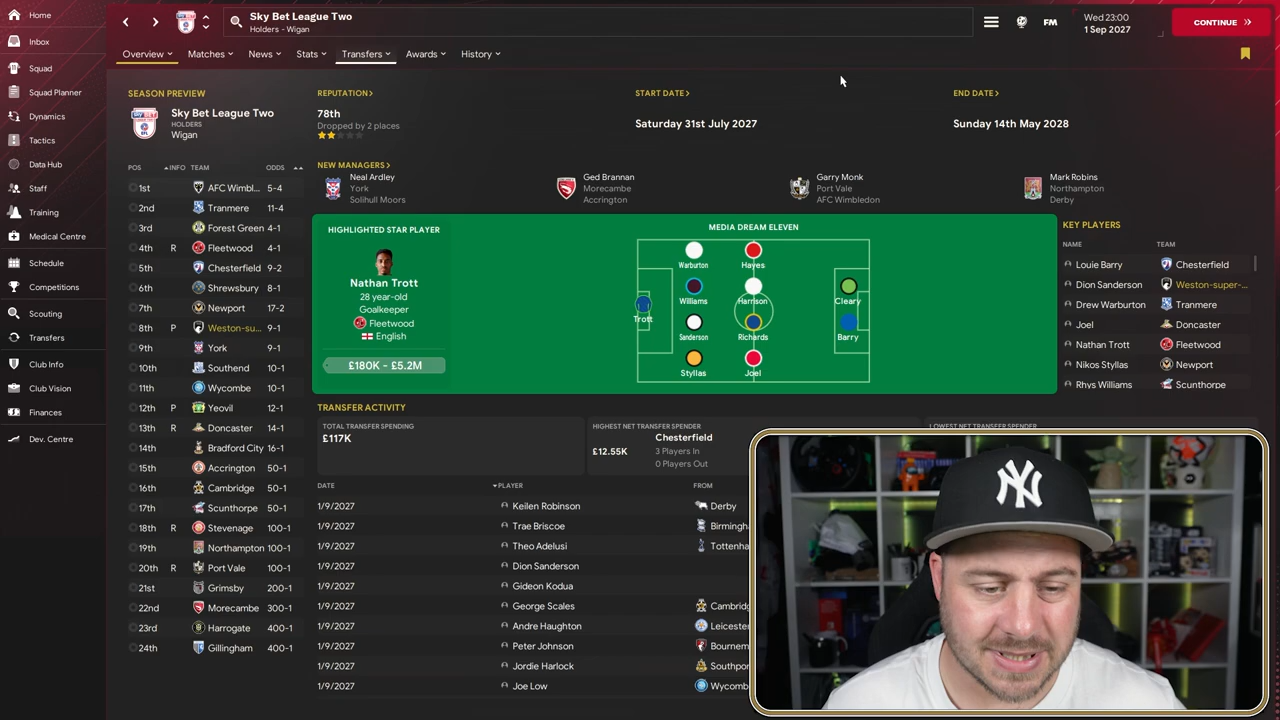 Home
Inbox
Squad
Squad Planner
Dynamics
Tactics
Data Hub
Staff
Training
Medical Centre
Schedule
Competitions
Scouting
Transfers
Club Info
Club Vision
Finances
Dev. Centre
Sky Bet League Two
Holders - Wigan
FM
Wed 23:00
1 Sep 2027
CONTINUE
Overview Matches News Stats Transfers Awards History
SEASON PREVIEW
Sky Bet League Two
HOLDERS
Wigan
REPUTATION
78th
Dropped by 2 places
START DATE
Saturday 31st July 2027
END DATE
Sunday 14th May 2028
NEW MANAGERS
Neal Ardley
York
Solihull Moors
Ged Brannan
Morecambe
Accrington
Garry Monk
Port Vale
AFC Wimbledon
Mark Robins
Northampton
Derby
POS INFO TEAM ODDS
1st AFC Wimbl... 5-4
2nd Tranmere 11-4
3rd Forest Green 4-1
4th R Fleetwood 4-1
5th Chesterfield 9-2
6th Shrewsbury 8-1
7th Newport 17-2
8th P Weston-su... 9-1
9th York 9-1
10th Southend 10-1
11th Wycombe 10-1
12th P Yeovil 12-1
13th R Doncaster 14-1
14th Bradford City 16-1
15th Accrington 50-1
16th Cambridge 50-1
17th Scunthorpe 50-1
18th R Stevenage 100-1
19th Northampton 100-1
20th R Port Vale 100-1
21st Grimsby 200-1
22nd Morecambe 300-1
23rd Harrogate 400-1
24th Gillingham 400-1
HIGHLIGHTED STAR PLAYER
Nathan Trott
28 year-old
Goalkeeper
Fleetwood
English
£180K - £5.2M
MEDIA DREAM ELEVEN
Warburton Hayes
Williams Harrison Cleary
Trott
Sanderson Richards Barry
Styllas Joel
KEY PLAYERS
NAME TEAM
Louie Barry Chesterfield
Dion Sanderson Weston-super-...
Drew Warburton Tranmere
Joel Doncaster
Nathan Trott Fleetwood
Nikos Styllas Newport
Rhys Williams Scunthorpe
TRANSFER ACTIVITY
TOTAL TRANSFER SPENDING
£117K
HIGHEST NET TRANSFER SPENDER
Chesterfield
£12.55K
3 Players In
0 Players Out
LOWEST NET TRANSFER SPENDER
DATE PLAYER FROM
1/9/2027 Keilen Robinson Derby
1/9/2027 Trae Briscoe Birmingh
1/9/2027 Theo Adelusi Tottenha
1/9/2027 Dion Sanderson
1/9/2027 Gideon Kodua
1/9/2027 George Scales Cambrid
1/9/2027 Andre Haughton Leicester
1/9/2027 Peter Johnson Bournem
1/9/2027 Jordie Harlock Southpor
1/9/2027 Joe Low Wycomb
NY